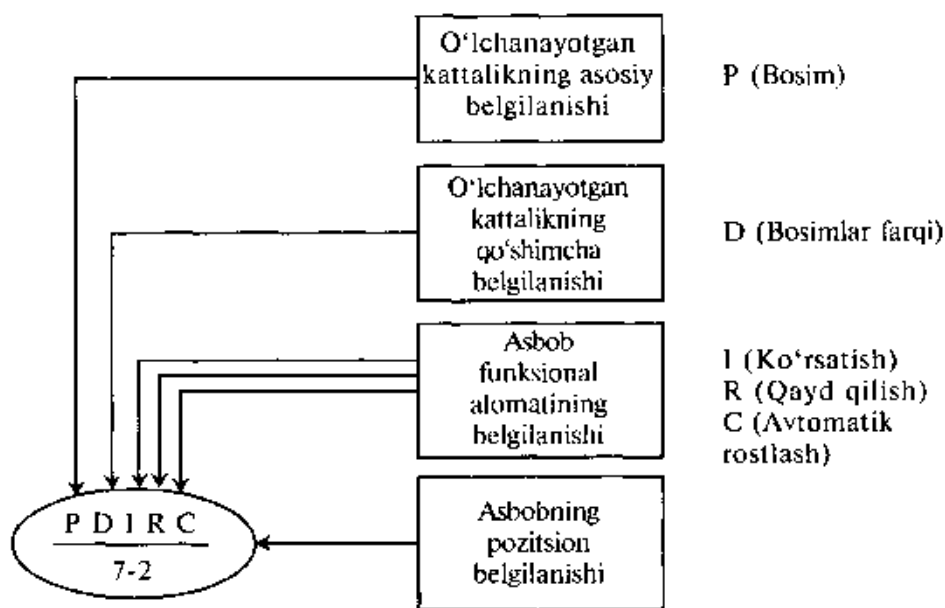 O‘lchanayotgan
kattalikning asosiy
belgilanishi
P (Bosim)
O‘lchanayotgan
kattalikning
qo‘shimcha
belgilanishi
D (Bosimlar farqi)
Asbob
funksional
alomatining
belgilanishi
I (Ko‘rsatish)
R (Qayd qilish)
C (Avtomatik
rostlash)
P D I R C
7-2
Asbobning
pozitsion
belgilanishi